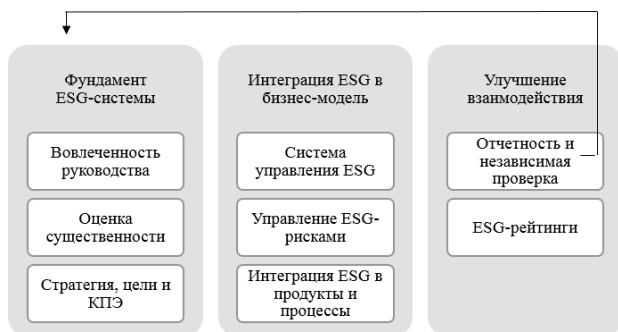 Фундамент
ESG-системы
Вовлеченность
руководства
Оценка
существенности
Стратегия, цели и
КПЭ
Интеграция ESG в
бизнес-модель
Система
управления ESG
Управление ESG-
рисками
Интеграция ESG в
продукты и
процессы
Улучшение
взаимодействия
Отчетность и
независимая
проверка
ESG-рейтинги